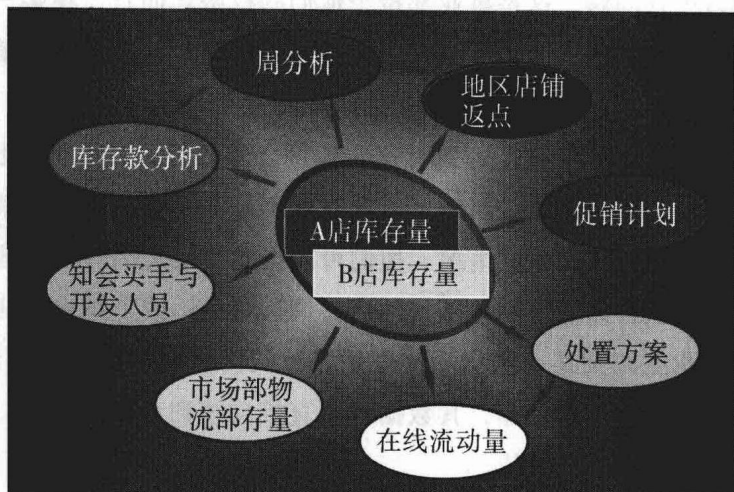 周分析
地区店铺
返点
库存款分析
促销计划
A店库存量
B店库存量
知会买手与
开发人员
处置方案
市场部物
流部存量
在线流动量